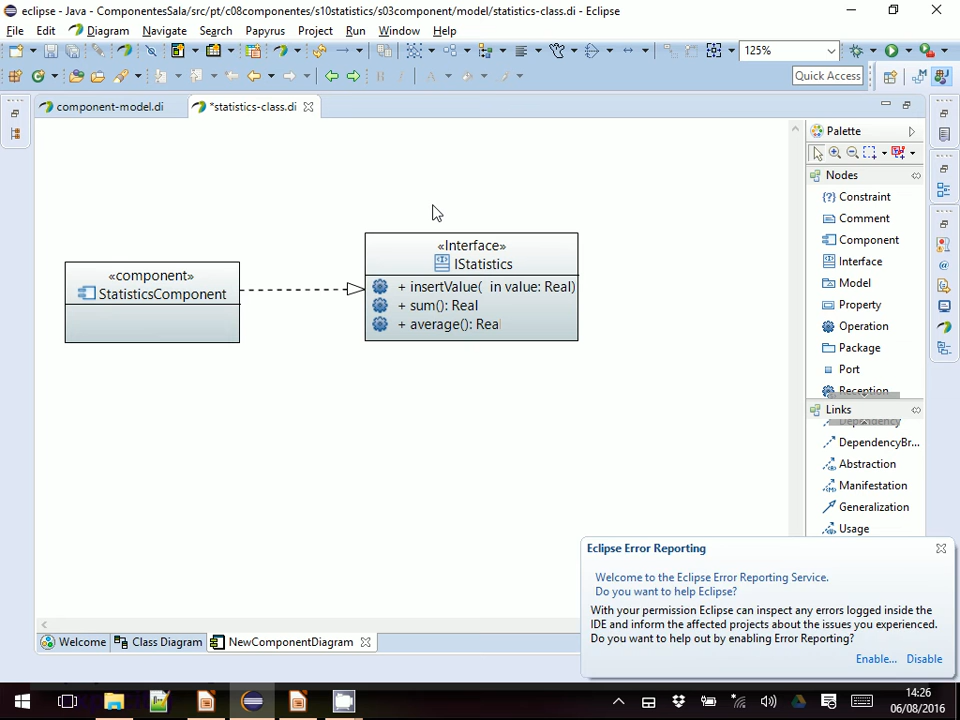 eclipse - Java - ComponentesSala/src/pt/c08componentes/s10statistics/s03component/model/statistics-class.di - Eclipse
File Edit Diagram Navigate Search Papyrus Project Run Window Help
125%
Quick Access
component-model.di
*statistics-class.di
Palette
Nodes
Constraint
Comment
Component
Interface
Model
Property
Operation
Package
Port
Reception
Links
Dependency
DependencyBr...
Abstraction
Manifestation
Generalization
Usage
«component»
StatisticsComponent
«Interface»
IStatistics
+ insertValue( in value: Real)
+ sum(): Real
+ average(): Real
Eclipse Error Reporting
Welcome to the Eclipse Error Reporting Service.
Do you want to help Eclipse?
With your permission Eclipse can inspect any errors logged inside the
IDE and inform the affected projects about the issues you experienced.
Do you want to help out by enabling Error Reporting?
Enable... Disable
Welcome Class Diagram NewComponentDiagram
14:26
06/08/2016